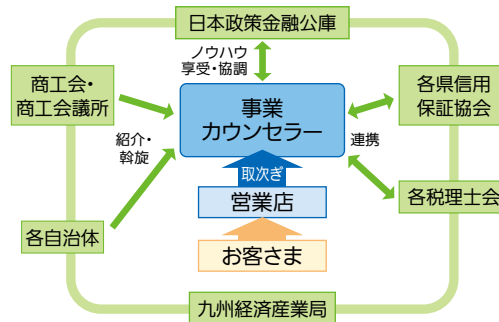 日本政策金融公庫
ノウハウ
享受・協調
商工会・
商工会議所
事業
カウンセラー
各県信用
保証協会
紹介・
斡旋
連携
取次ぎ
営業店
各税理士会
各自治体
お客さま
九州経済産業局